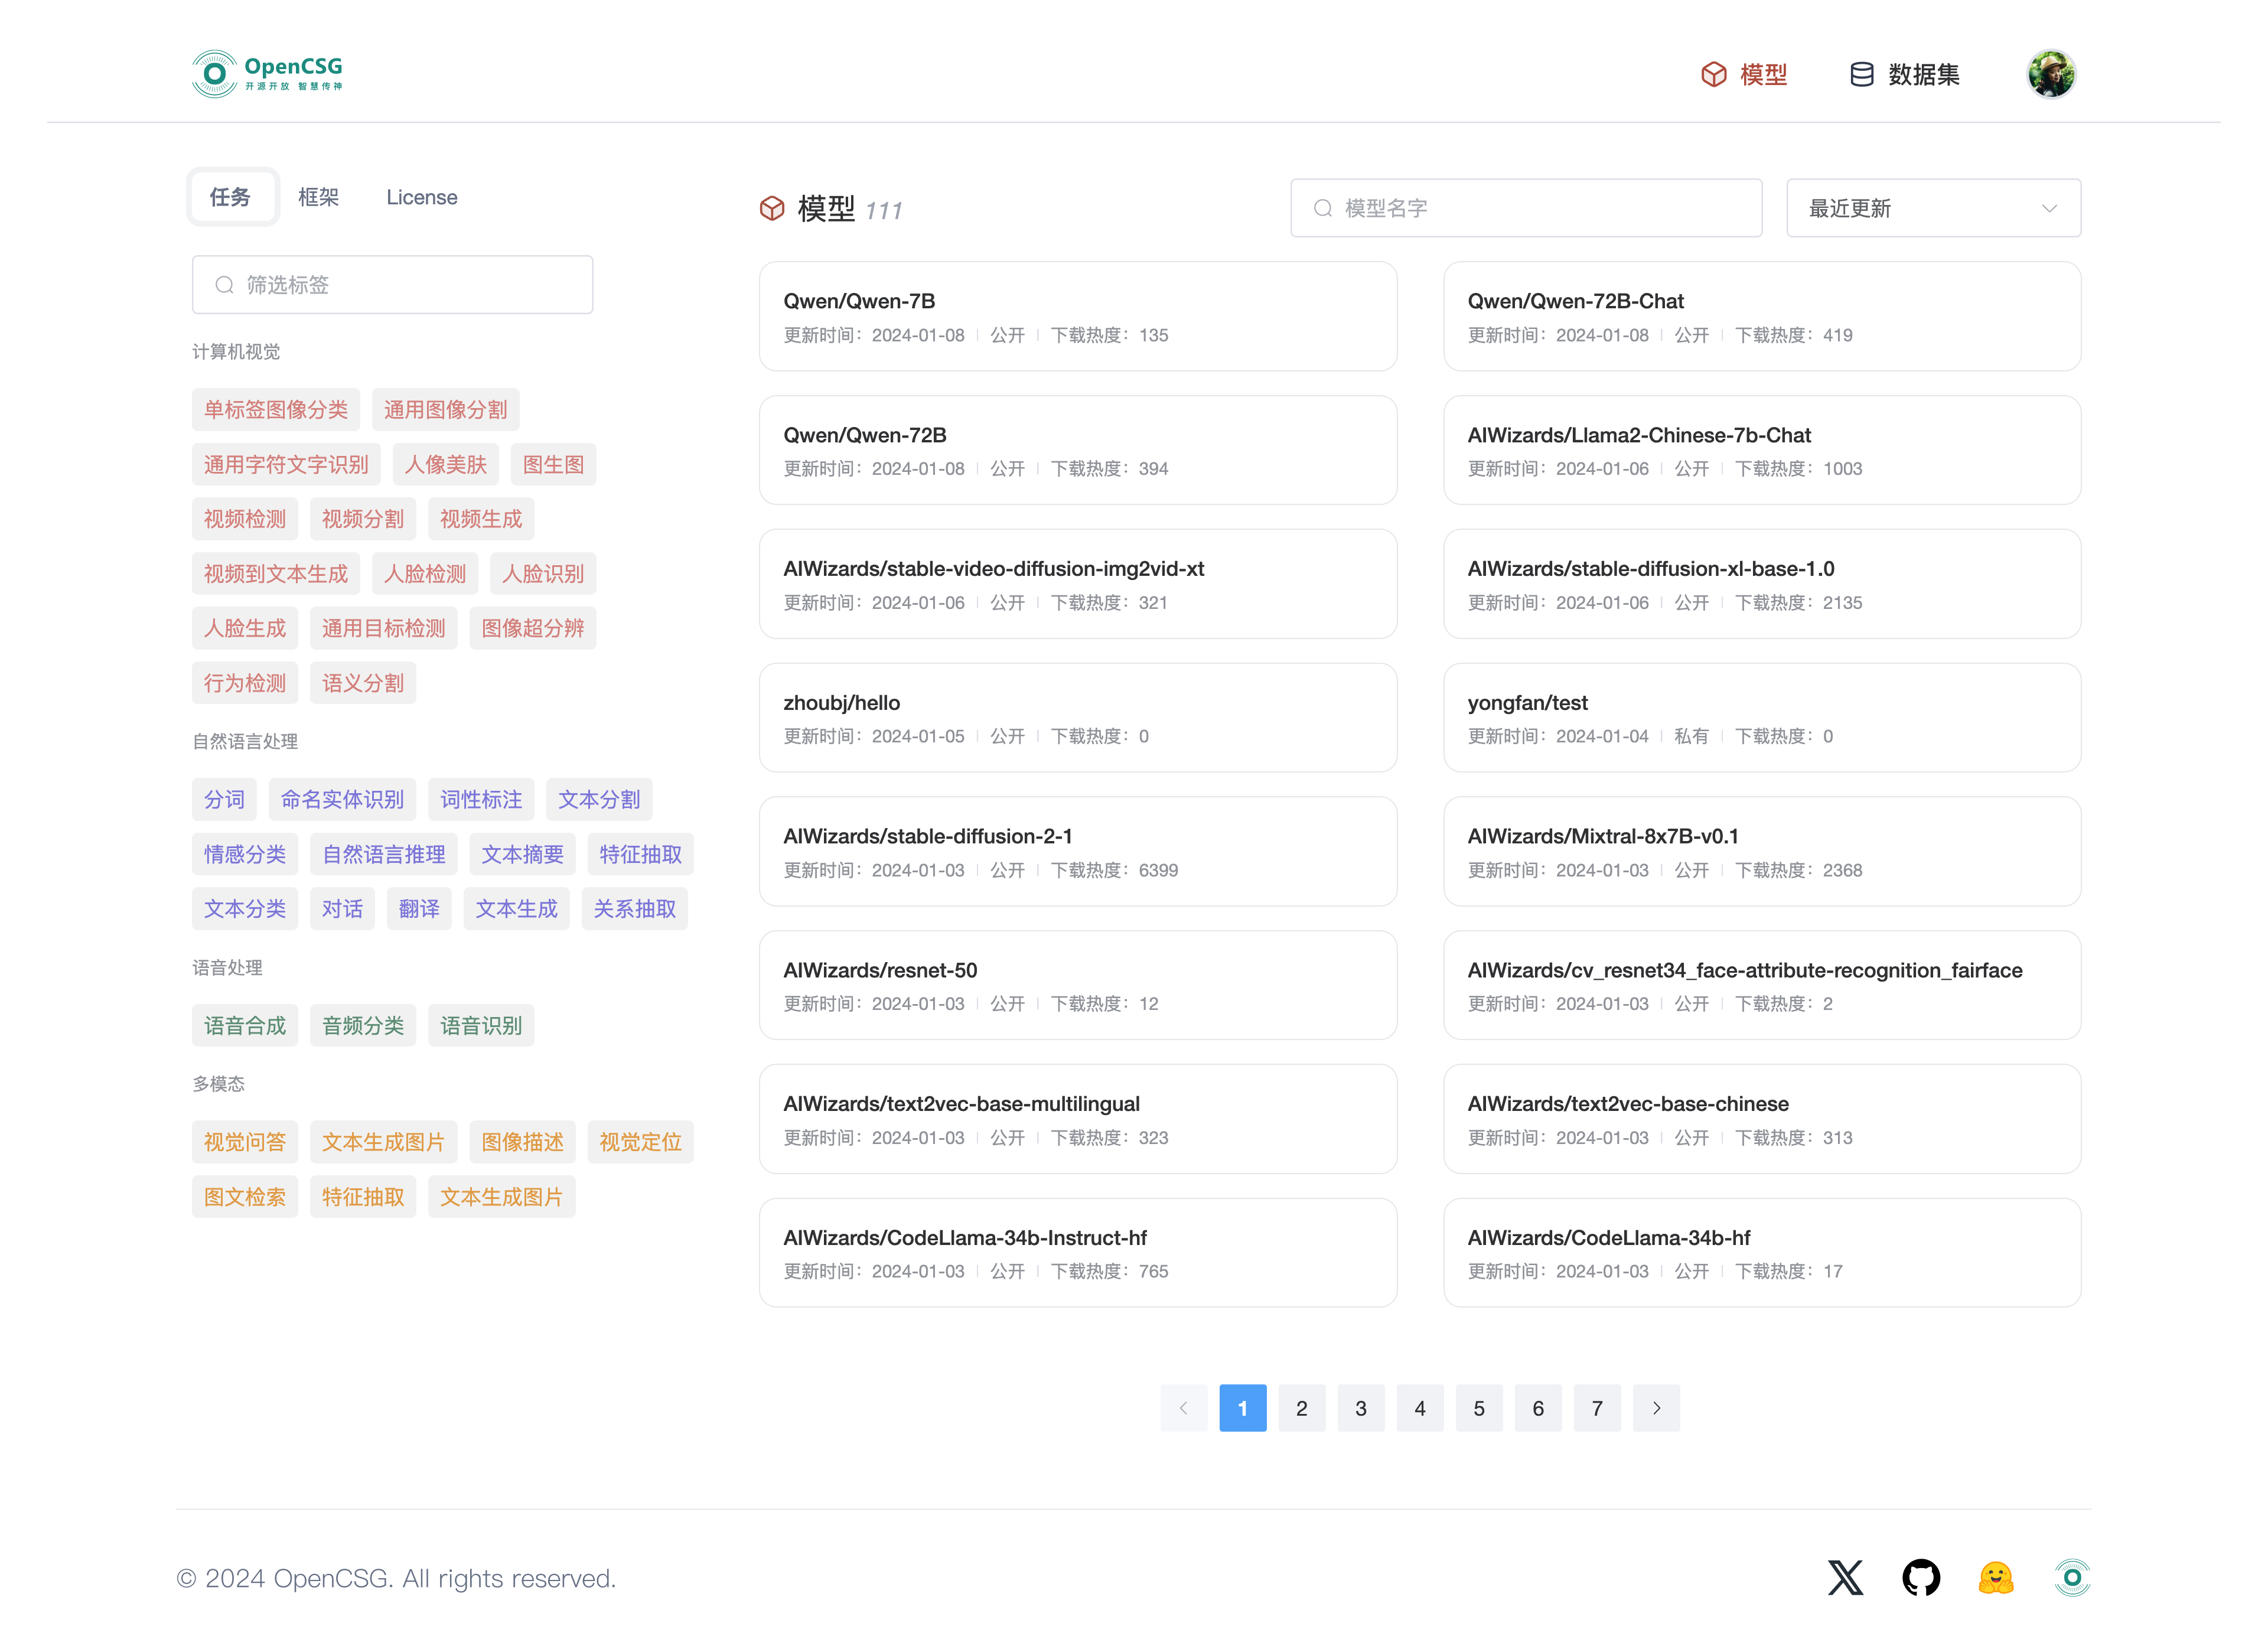 OpenCSG
开源开放 智慧传神
模型
数据集
任务
框架
License
筛选标签
计算机视觉
单标签图像分类 通用图像分割
通用字符文字识别 人像美肤 图生图
视频检测 视频分割 视频生成
视频到文本生成 人脸检测 人脸识别
人脸生成 通用目标检测 图像超分辨
行为检测 语义分割
自然语言处理
分词 命名实体识别 词性标注 文本分割
情感分类 自然语言推理 文本摘要 特征抽取
文本分类 对话 翻译 文本生成 关系抽取
语音处理
语音合成 音频分类 语音识别
多模态
视觉问答 文本生成图片 图像描述 视觉定位
图文检索 特征抽取 文本生成图片
模型 111
模型名字
最近更新
Qwen/Qwen-7B
更新时间：2024-01-08 公开 下载热度：135
Qwen/Qwen-72B-Chat
更新时间：2024-01-08 公开 下载热度：419
Qwen/Qwen-72B
更新时间：2024-01-08 公开 下载热度：394
AIWizards/Llama2-Chinese-7b-Chat
更新时间：2024-01-06 公开 下载热度：1003
AIWizards/stable-video-diffusion-img2vid-xt
更新时间：2024-01-06 公开 下载热度：321
AIWizards/stable-diffusion-xl-base-1.0
更新时间：2024-01-06 公开 下载热度：2135
zhoubj/hello
更新时间：2024-01-05 公开 下载热度：0
yongfan/test
更新时间：2024-01-04 私有 下载热度：0
AIWizards/stable-diffusion-2-1
更新时间：2024-01-03 公开 下载热度：6399
AIWizards/Mixtral-8x7B-v0.1
更新时间：2024-01-03 公开 下载热度：2368
AIWizards/resnet-50
更新时间：2024-01-03 公开 下载热度：12
AIWizards/cv_resnet34_face-attribute-recognition_fairface
更新时间：2024-01-03 公开 下载热度：2
AIWizards/text2vec-base-multilingual
更新时间：2024-01-03 公开 下载热度：323
AIWizards/text2vec-base-chinese
更新时间：2024-01-03 公开 下载热度：313
AIWizards/CodeLlama-34b-Instruct-hf
更新时间：2024-01-03 公开 下载热度：765
AIWizards/CodeLlama-34b-hf
更新时间：2024-01-03 公开 下载热度：17
1 2 3 4 5 6 7
© 2024 OpenCSG. All rights reserved.